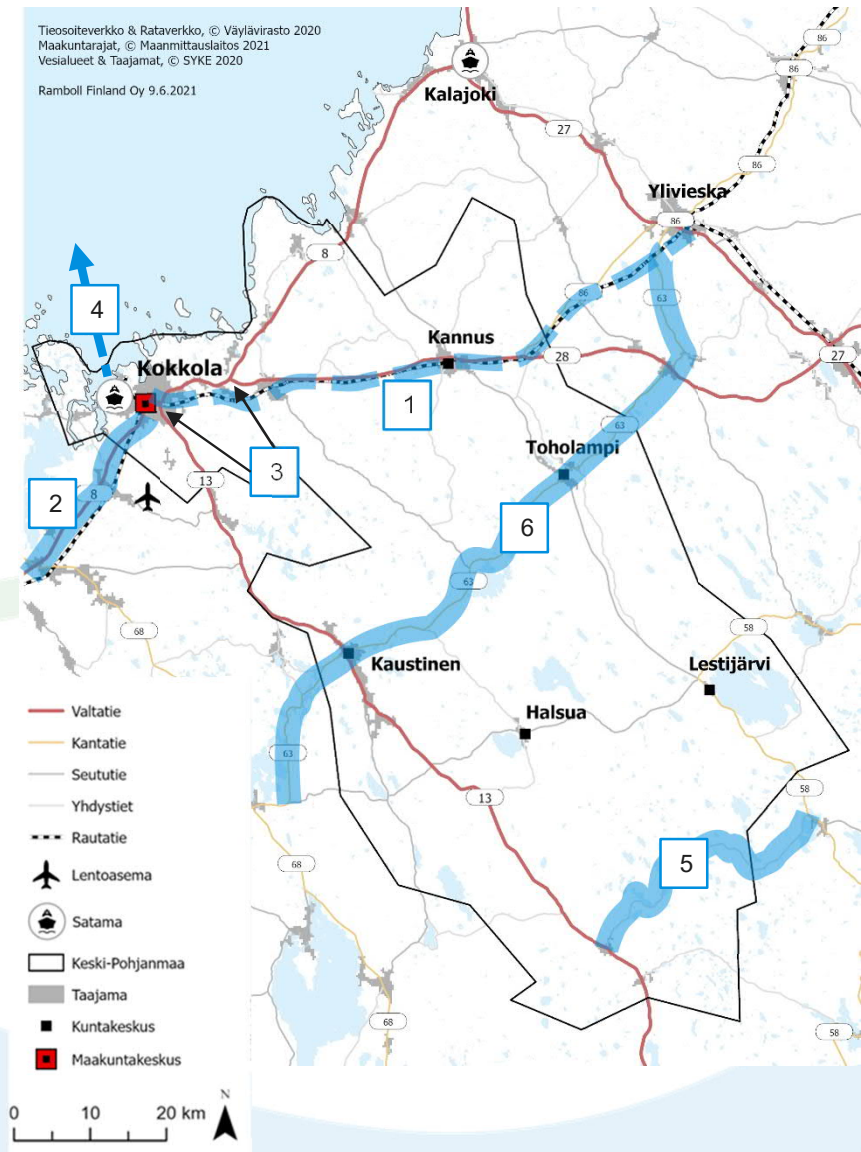 Tieosoiteverkko & Rataverkko, © Väylävirasto 2020
Maakuntarajat, © Maanmittauslaitos 2021
Vesialueet & Taajamat, © SYKE 2020
Ramboll Finland Oy 9.6.2021
86
86
Kalajoki
27
86
Ylivieska
86
8
4
86
63
Kannus
28
27
Kokkola
1
3
63
Toholampi
13
2
8
6
63
68
58
Kaustinen
Lestijärvi
Halsua
63
13
58
68
5
68
58
Valtatie
Kantatie
Seututie
Yhdystiet
Rautatie
Lentoasema
Satama
Keski-Pohjanmaa
Taajama
Kuntakeskus
Maakuntakeskus
0 10 20 km
N